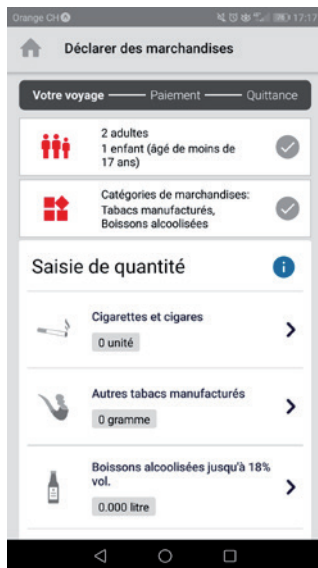 Orange CH 17:17
Déclarer des marchandises
Votre voyage Paiement Quittance
2 adultes
1 enfant (âgé de moins de
17 ans)
Catégories de marchandises:
Tabacs manufacturés,
Boissons alcoolisées
Saisie de quantité
Cigarettes et cigares
0 unité
Autres tabacs manufacturés
0 gramme
Boissons alcoolisées jusqu'à 18%
vol.
0.000 litre